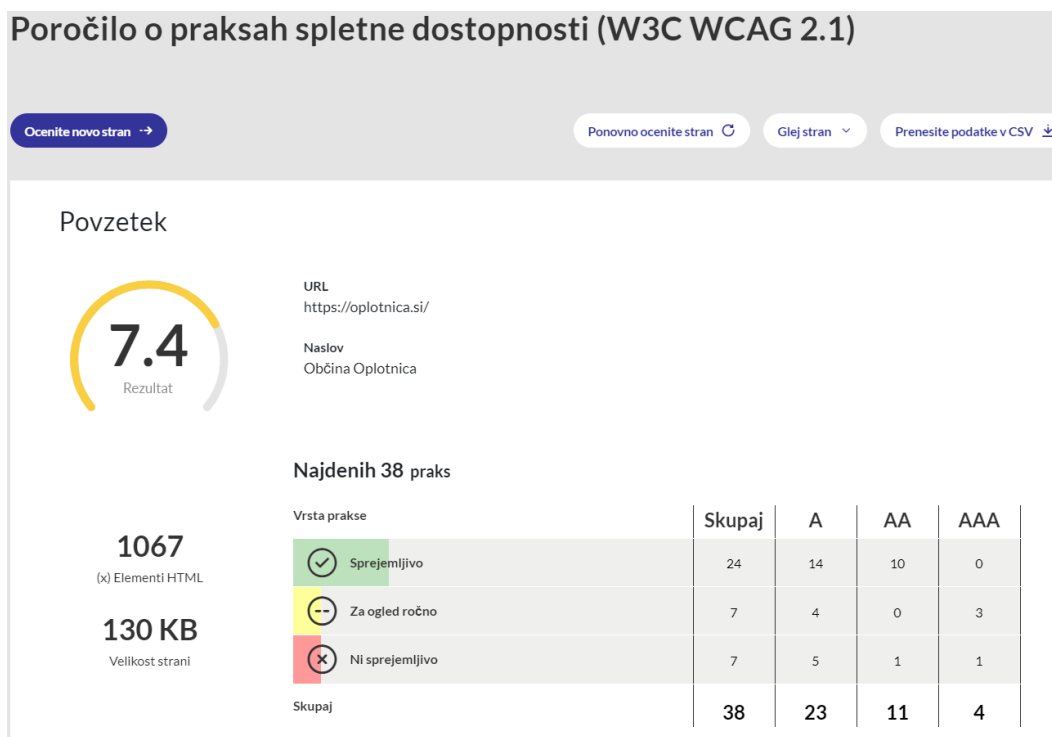 Poročilo o praksah spletne dostopnosti (W3C WCAG 2.1)
Ocenite novo stran
Ponovno ocenite stran
Glej stran
Prenesite podatke v CSV
Povzetek
7.4
Rezultat
URL
https://oplotnica.si/
Naslov
Občina Oplotnica
Najdenih 38 praks
1067
(x) Elementi HTML
130 KB
Velikost strani
Vrsta prakse Skupaj A AA AAA
Sprejemljivo 24 14 10 0
Za ogled ročno 7 4 0 3
Ni sprejemljivo 7 5 1 1
Skupaj 38 23 11 4